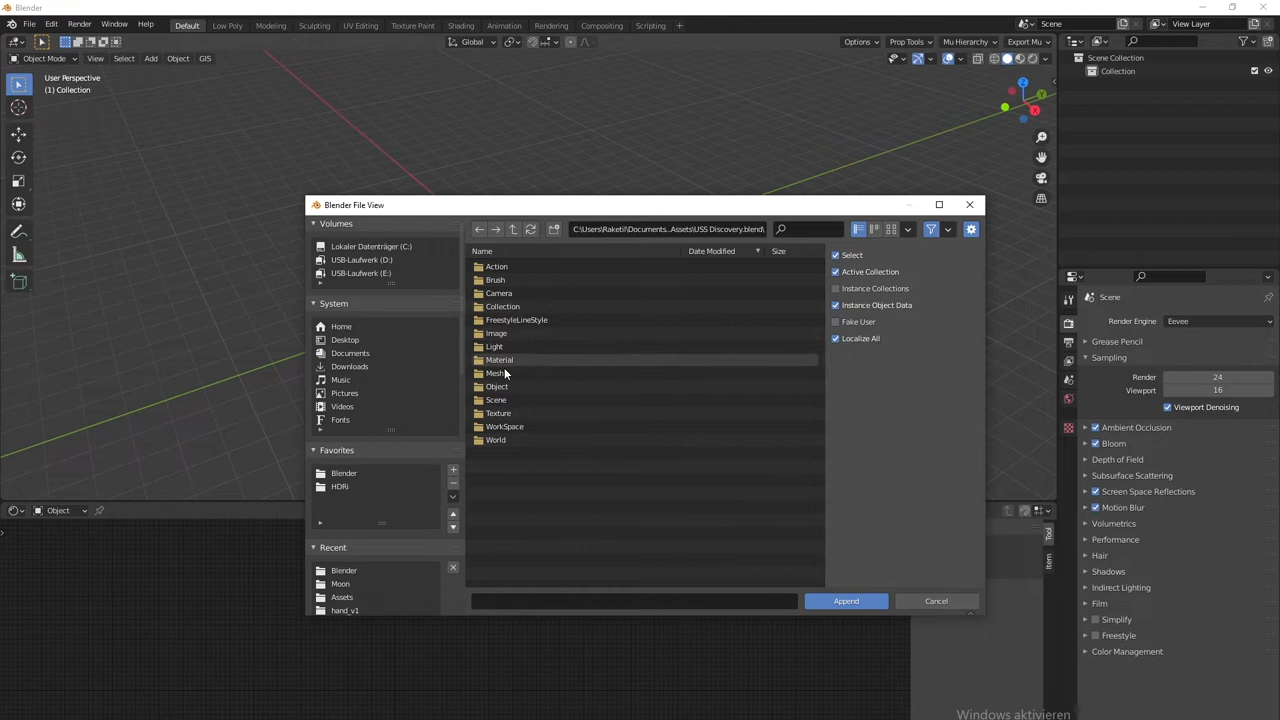 Blender
File Edit Render Window Help
Default Low Poly Modeling Sculpting UV Editing Texture Paint Shading Animation Rendering Compositing Scripting +
Scene View Layer
Global Options Prop Tools Mu Hierarchy Export Mu
Object Mode View Select Add Object GIS
User Perspective
(1) Collection
Z
Y
X
Scene Collection
Collection
Blender File View
Volumes
Lokaler Datenträger (C:)
USB-Laufwerk (D:)
USB-Laufwerk (E:)
System
Home
Desktop
Documents
Downloads
Music
Pictures
Videos
Fonts
Favorites
Blender
HDRi
Recent
Blender
Moon
Assets
hand_v1
C:\Users\Raketil\Documents...Assets\USS Discovery.blend\
Name Date Modified Size
Action
Brush
Camera
Collection
FreestyleLineStyle
Image
Light
Material
Mesh
Object
Scene
Texture
WorkSpace
World
Select
Active Collection
Instance Collections
Instance Object Data
Fake User
Localize All
Append Cancel
Scene
Render Engine Eevee
Grease Pencil
Sampling
Render 24
Viewport 16
Viewport Denoising
Ambient Occlusion
Bloom
Depth of Field
Subsurface Scattering
Screen Space Reflections
Motion Blur
Volumetrics
Performance
Hair
Shadows
Indirect Lighting
Film
Simplify
Freestyle
Color Management
Object
Tool
Item
Windows aktivieren